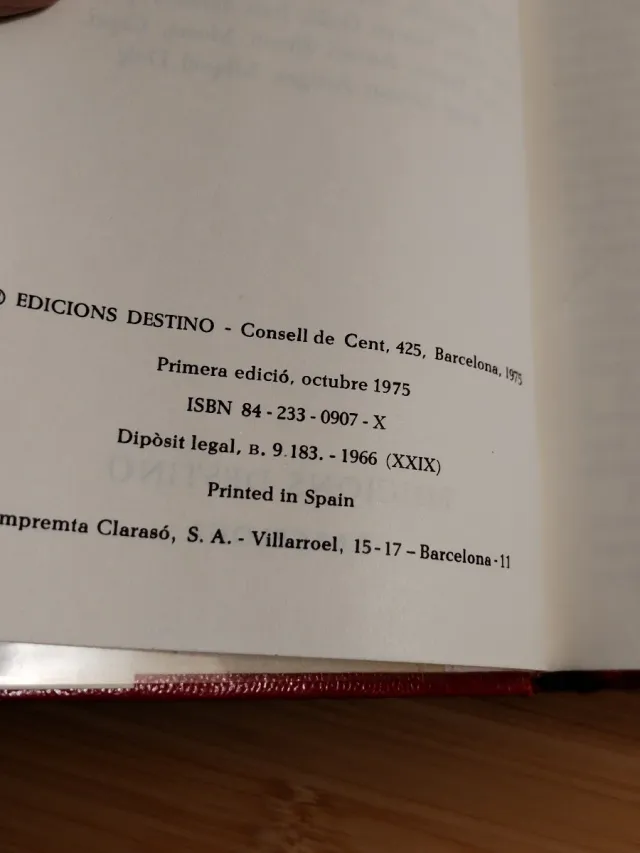 © EDICIONS DESTINO - Consell de Cent, 425, Barcelona, 1975
Primera edició, octubre 1975
ISBN 84-233-0907-X
Dipòsit legal, B. 9.183. - 1966 (XXIX)
Printed in Spain
mpremta Clarasó, S. A. - Villarroel, 15-17 – Barcelona-11